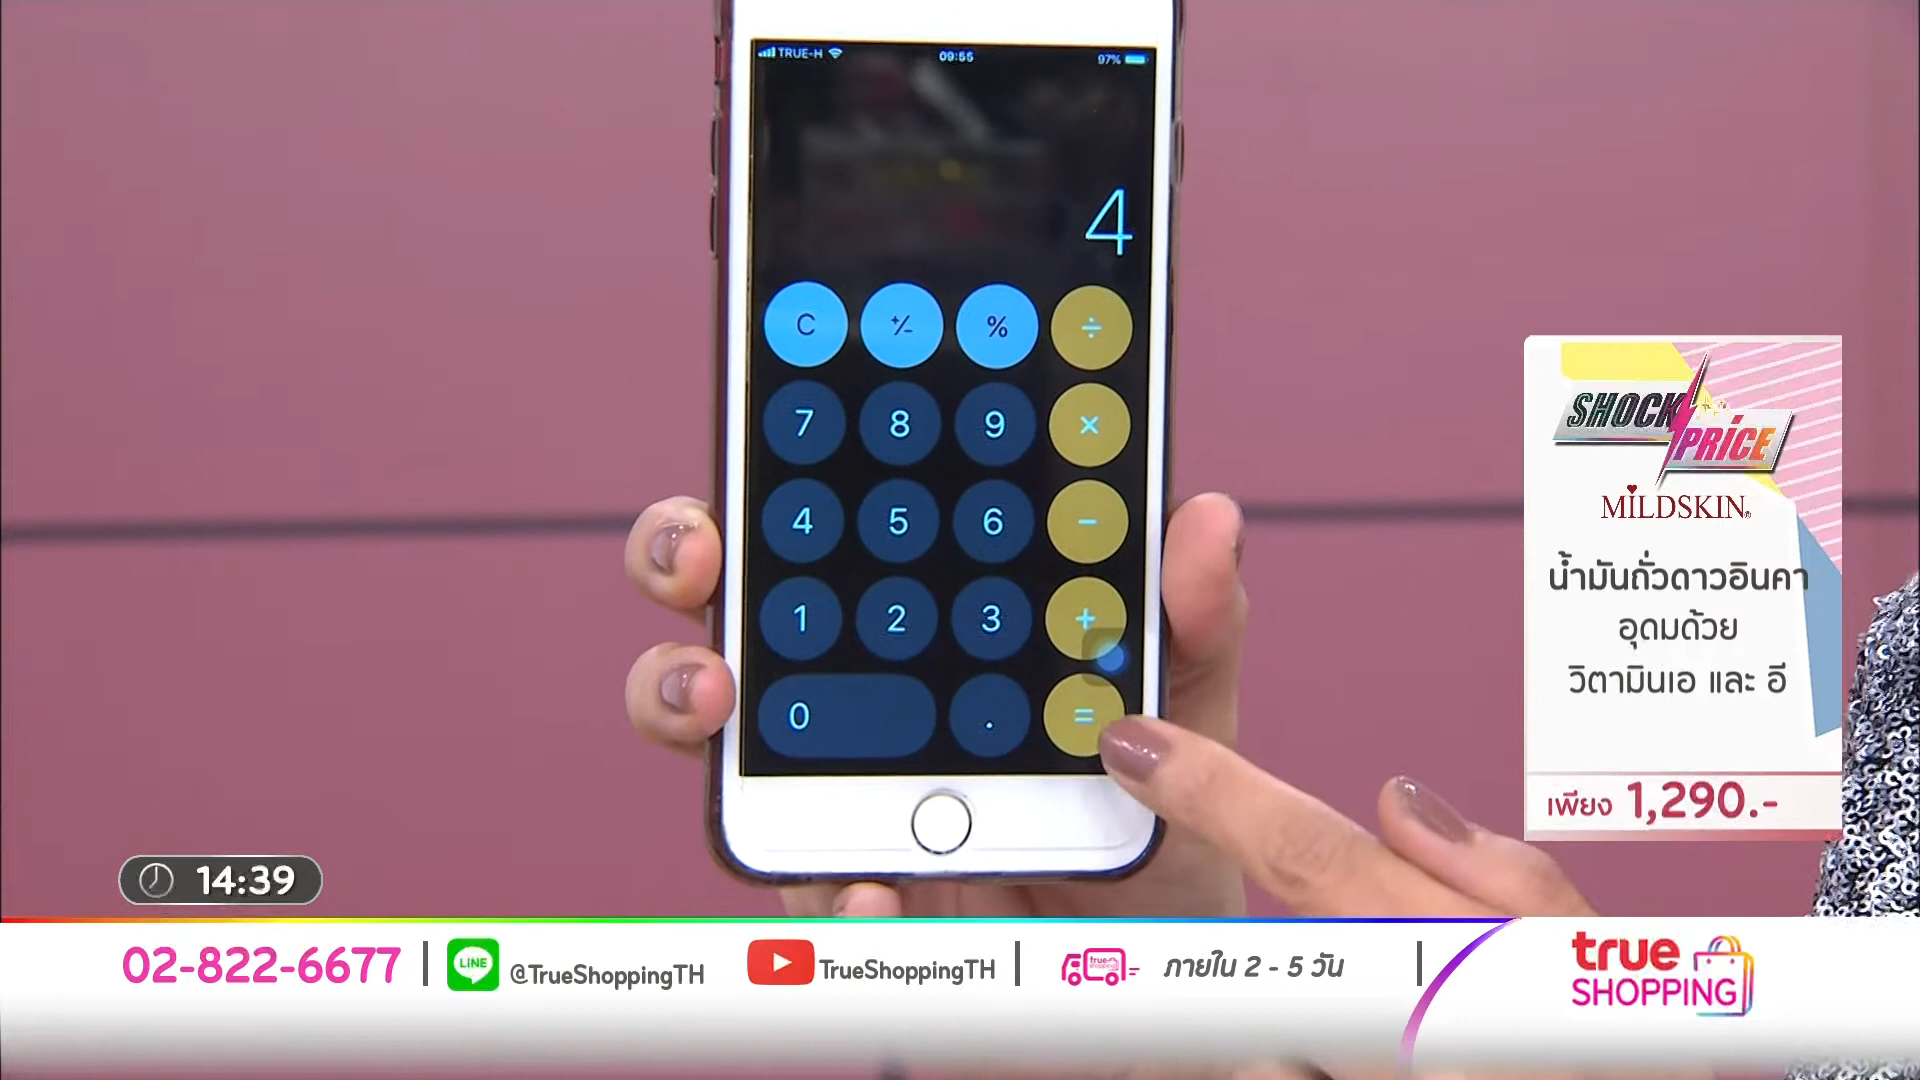 TRUE-H
09:55
97%
4
C
+/-
%
÷
7
8
9
×
4
5
6
−
1
2
3
+
0
.
=
SHOCK
PRICE
MILDSKIN®
น้ำมันถั่วดาวอินคา
อุดมด้วย
วิตามินเอ และ อี
เพียง 1,290.-
14:39
02-822-6677
LINE
@TrueShoppingTH
TrueShoppingTH
ภายใน 2 - 5 วัน
true
SHOPPING